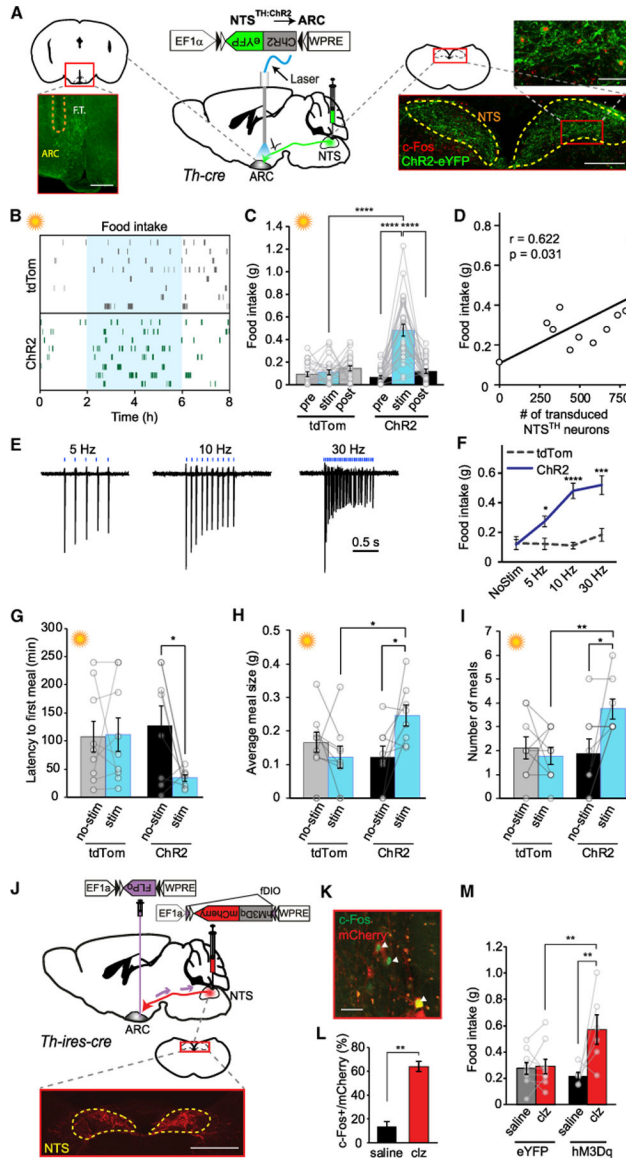 A
NTS^TH:ChR2 → ARC
EF1α eYFP ChR2 WPRE
Laser
F.T.
ARC
Th-cre
ARC
NTS
NTS
c-Fos
ChR2-eYFP
B
Food intake
tdTom
ChR2
0 2 4 6 8
Time (h)
C
**** **** ****
Food intake (g)
1.4
1.2
1.0
0.8
0.6
0.4
0.2
0
pre stim post pre stim post
tdTom ChR2
D
r = 0.622
p = 0.031
Food intake (g)
0.8
0.6
0.4
0.2
0
0 250 500 750
# of transduced
NTS^TH neurons
E
5 Hz 10 Hz 30 Hz
0.5 s
F
tdTom
ChR2
* **** ***
Food intake (g)
0.6
0.4
0.2
0
NoStim 5 Hz 10 Hz 30 Hz
G
*
Latency to first meal (min)
300
250
200
150
100
50
0
no-stim stim no-stim stim
tdTom ChR2
H
*
*
Average meal size (g)
0.5
0.4
0.3
0.2
0.1
0
no-stim stim no-stim stim
tdTom ChR2
I
**
*
Number of meals
7
6
5
4
3
2
1
0
no-stim stim no-stim stim
tdTom ChR2
J
EF1a FLPo WPRE
fDIO
EF1a mCherry hM3Dq WPRE
ARC
NTS
Th-ires-cre
NTS
K
c-Fos
mCherry
L
**
c-Fos+/mCherry (%)
80
60
40
20
0
saline clz
M
**
**
Food intake (g)
1.2
1.0
0.8
0.6
0.4
0.2
0
saline clz saline clz
eYFP hM3Dq